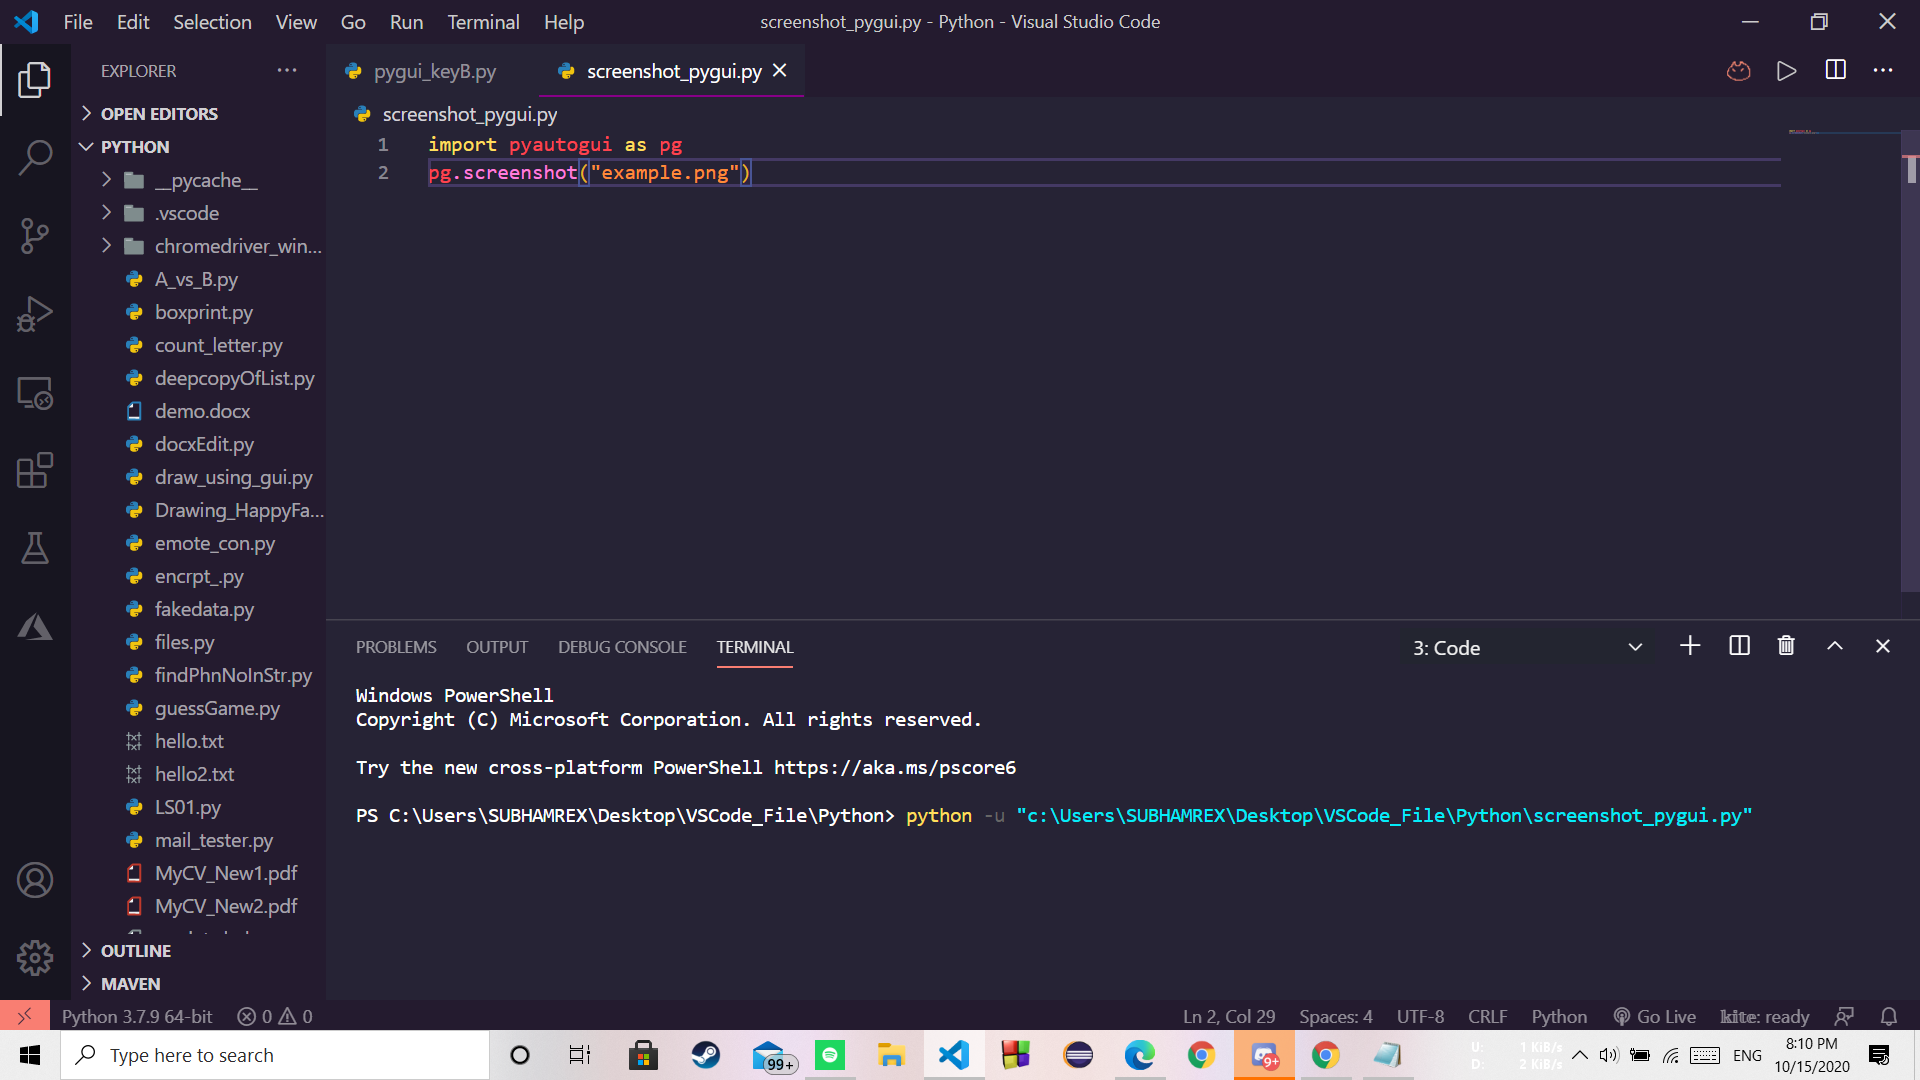 File Edit Selection View Go Run Terminal Help
screenshot_pygui.py - Python - Visual Studio Code
EXPLORER
OPEN EDITORS
PYTHON
__pycache__
.vscode
chromedriver_win...
A_vs_B.py
boxprint.py
count_letter.py
deepcopyOfList.py
demo.docx
docxEdit.py
draw_using_gui.py
Drawing_HappyFa...
emote_con.py
encrpt_.py
fakedata.py
files.py
findPhnNoInStr.py
guessGame.py
hello.txt
hello2.txt
LS01.py
mail_tester.py
MyCV_New1.pdf
MyCV_New2.pdf
OUTLINE
MAVEN
pygui_keyB.py
screenshot_pygui.py
screenshot_pygui.py
1 import pyautogui as pg
2 pg.screenshot("example.png")
PROBLEMS OUTPUT DEBUG CONSOLE TERMINAL
3: Code
Windows PowerShell
Copyright (C) Microsoft Corporation. All rights reserved.
Try the new cross-platform PowerShell https://aka.ms/pscore6
PS C:\Users\SUBHAMREX\Desktop\VSCode_File\Python> python -u "c:\Users\SUBHAMREX\Desktop\VSCode_File\Python\screenshot_pygui.py"
Python 3.7.9 64-bit 0 0
Ln 2, Col 29 Spaces: 4 UTF-8 CRLF Python Go Live kite: ready
Type here to search
99+
9+
U: 1 KiB/s
D: 2 KiB/s
ENG
8:10 PM
10/15/2020